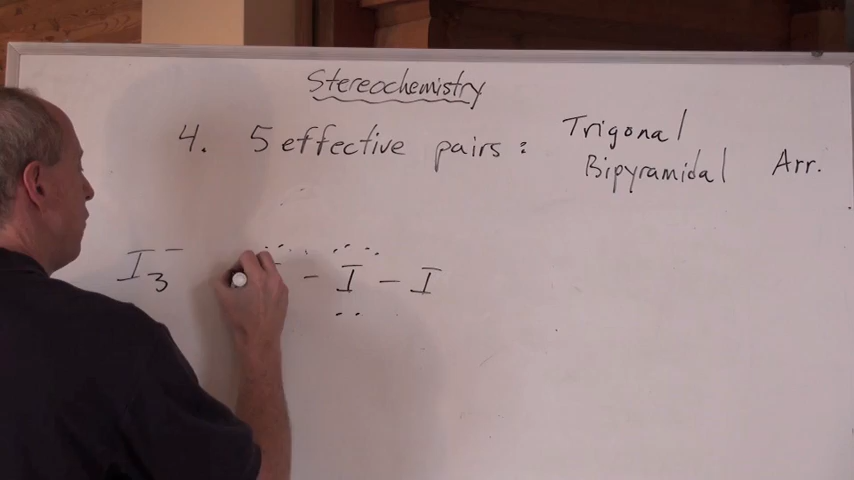 Stereochemistry
4. 5 effective pairs : Trigonal
Bipyramidal Arr.
I₃⁻ - I - I